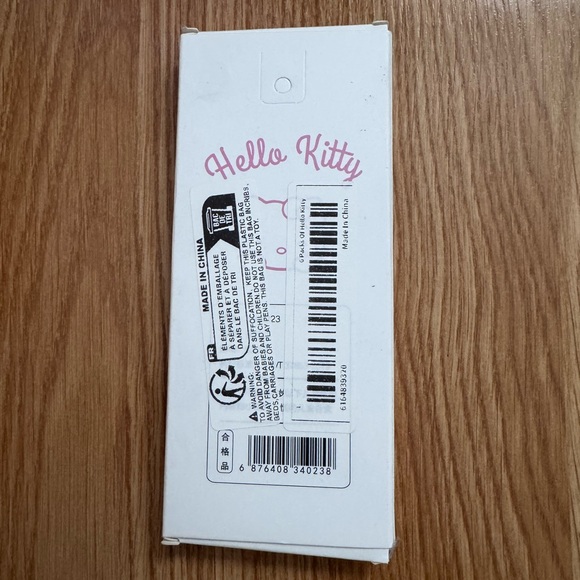 Hello Kitty
BAC
DE
TRI
MADE IN CHINA
FR
ÉLÉMENTS D'EMBALLAGE
À SÉPARER ET À DÉPOSER
DANS LE BAC DE TRI
WARNING:
TO AVOID DANGER OF SUFFOCATION, KEEP THIS PLASTIC BAG
AWAY FROM BABIES AND CHILDREN.DO NOT USE THIS BAG INCRIBS,
BEDS,CARRIAGES OR PLAY PENS. THIS BAG IS NOT A TOY.
6 Packs Of Hello Kitty
Made In China
6164839320
23
合格品
6 876408 340238